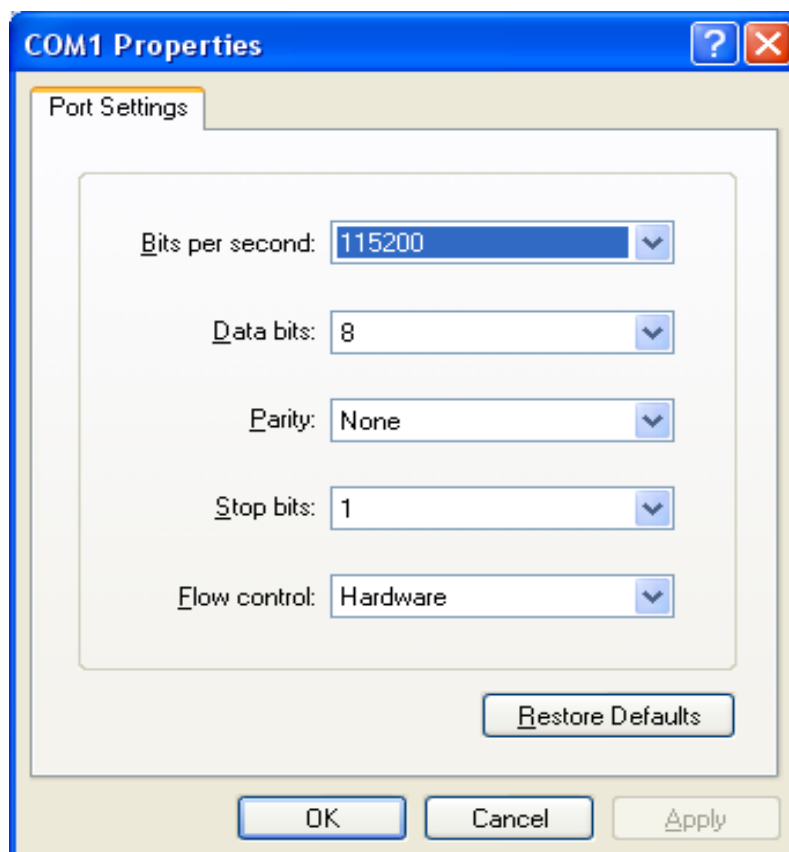 COM1 Properties
Port Settings
Bits per second: 115200
Data bits: 8
Parity: None
Stop bits: 1
Flow control: Hardware
Restore Defaults
OK Cancel Apply